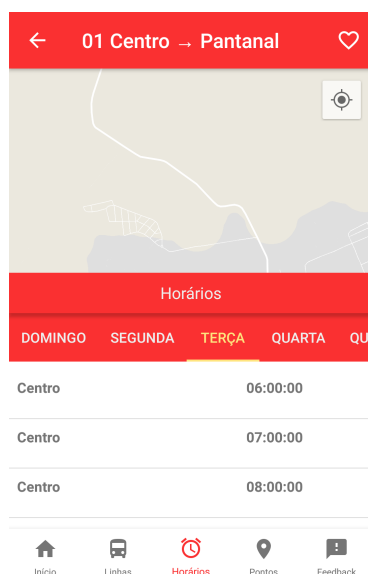 01 Centro → Pantanal
Horários
DOMINGO SEGUNDA TERÇA QUARTA QU
Centro 06:00:00
Centro 07:00:00
Centro 08:00:00
Início Linhas Horários Pontos Feedback